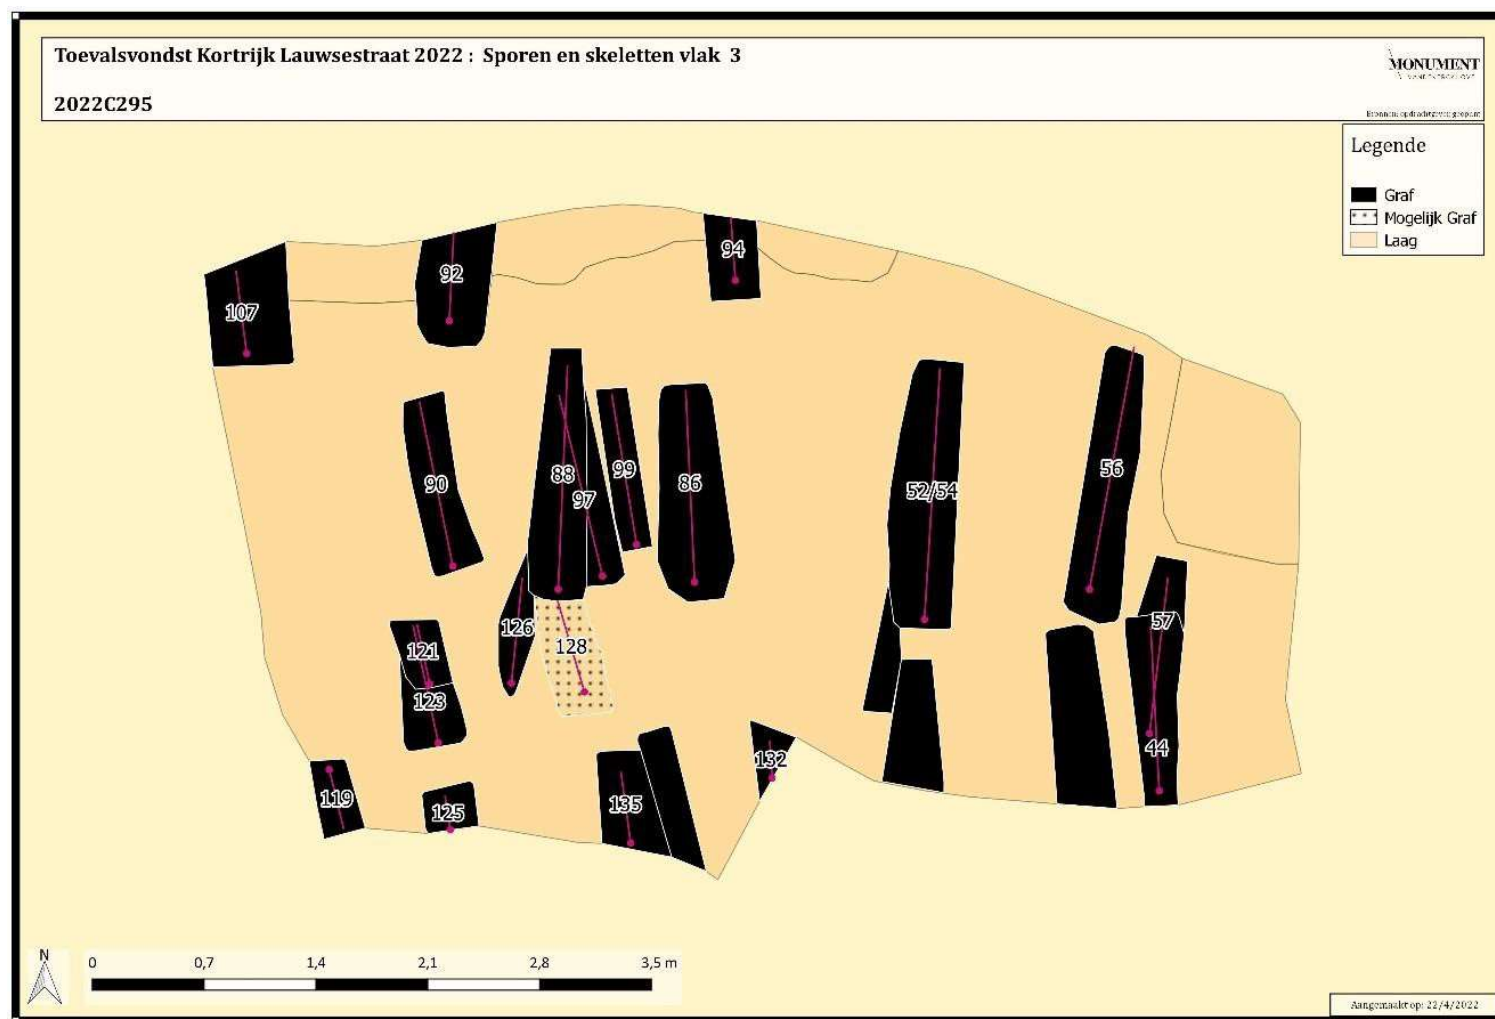 Toevalsvondst Kortrijk Lauwsestraat 2022 : Sporen en skeletten vlak 3
2022C295
MONUMENT
Legende
Graf
Mogelijk Graf
Laag
94
92
107
88
99
86
56
90
97
52/54
57
126
128
121
123
44
132
119
135
125
N
0 0,7 1,4 2,1 2,8 3,5 m
Aangemaakt op: 22/4/2022